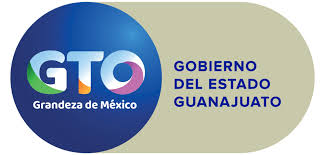 GTO
Grandeza de México
GOBIERNO
DEL ESTADO
GUANAJUATO